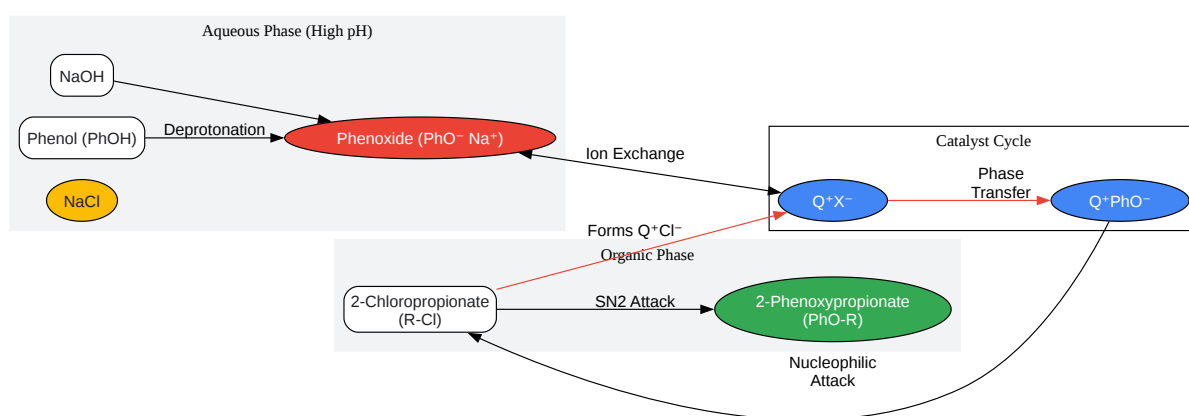 Aqueous Phase (High pH)
NaOH
Phenol (PhOH)
Deprotonation
Phenoxide (PhO⁻ Na⁺)
NaCl
Ion Exchange
Catalyst Cycle
Q⁺X⁻
Phase
Transfer
Q⁺PhO⁻
Forms Q⁺Cl⁻
Organic Phase
2-Chloropropionate
(R-Cl)
SN2 Attack
2-Phenoxypropionate
(PhO-R)
Nucleophilic
Attack